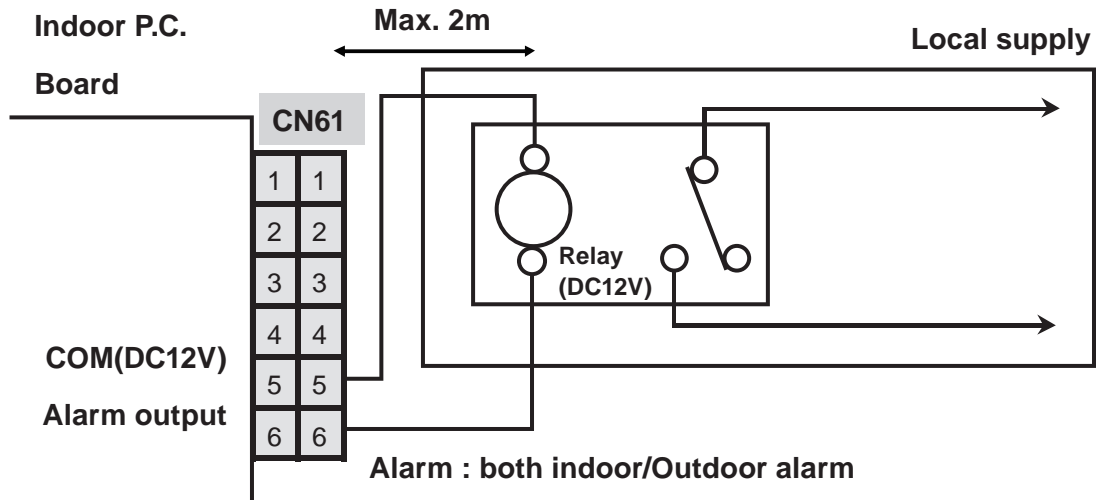 Indoor P.C.
Board
Max. 2m
Local supply
CN61
1 1
2 2
3 3
4 4
COM(DC12V)
5 5
Alarm output
6 6
Relay
(DC12V)
Alarm : both indoor/Outdoor alarm